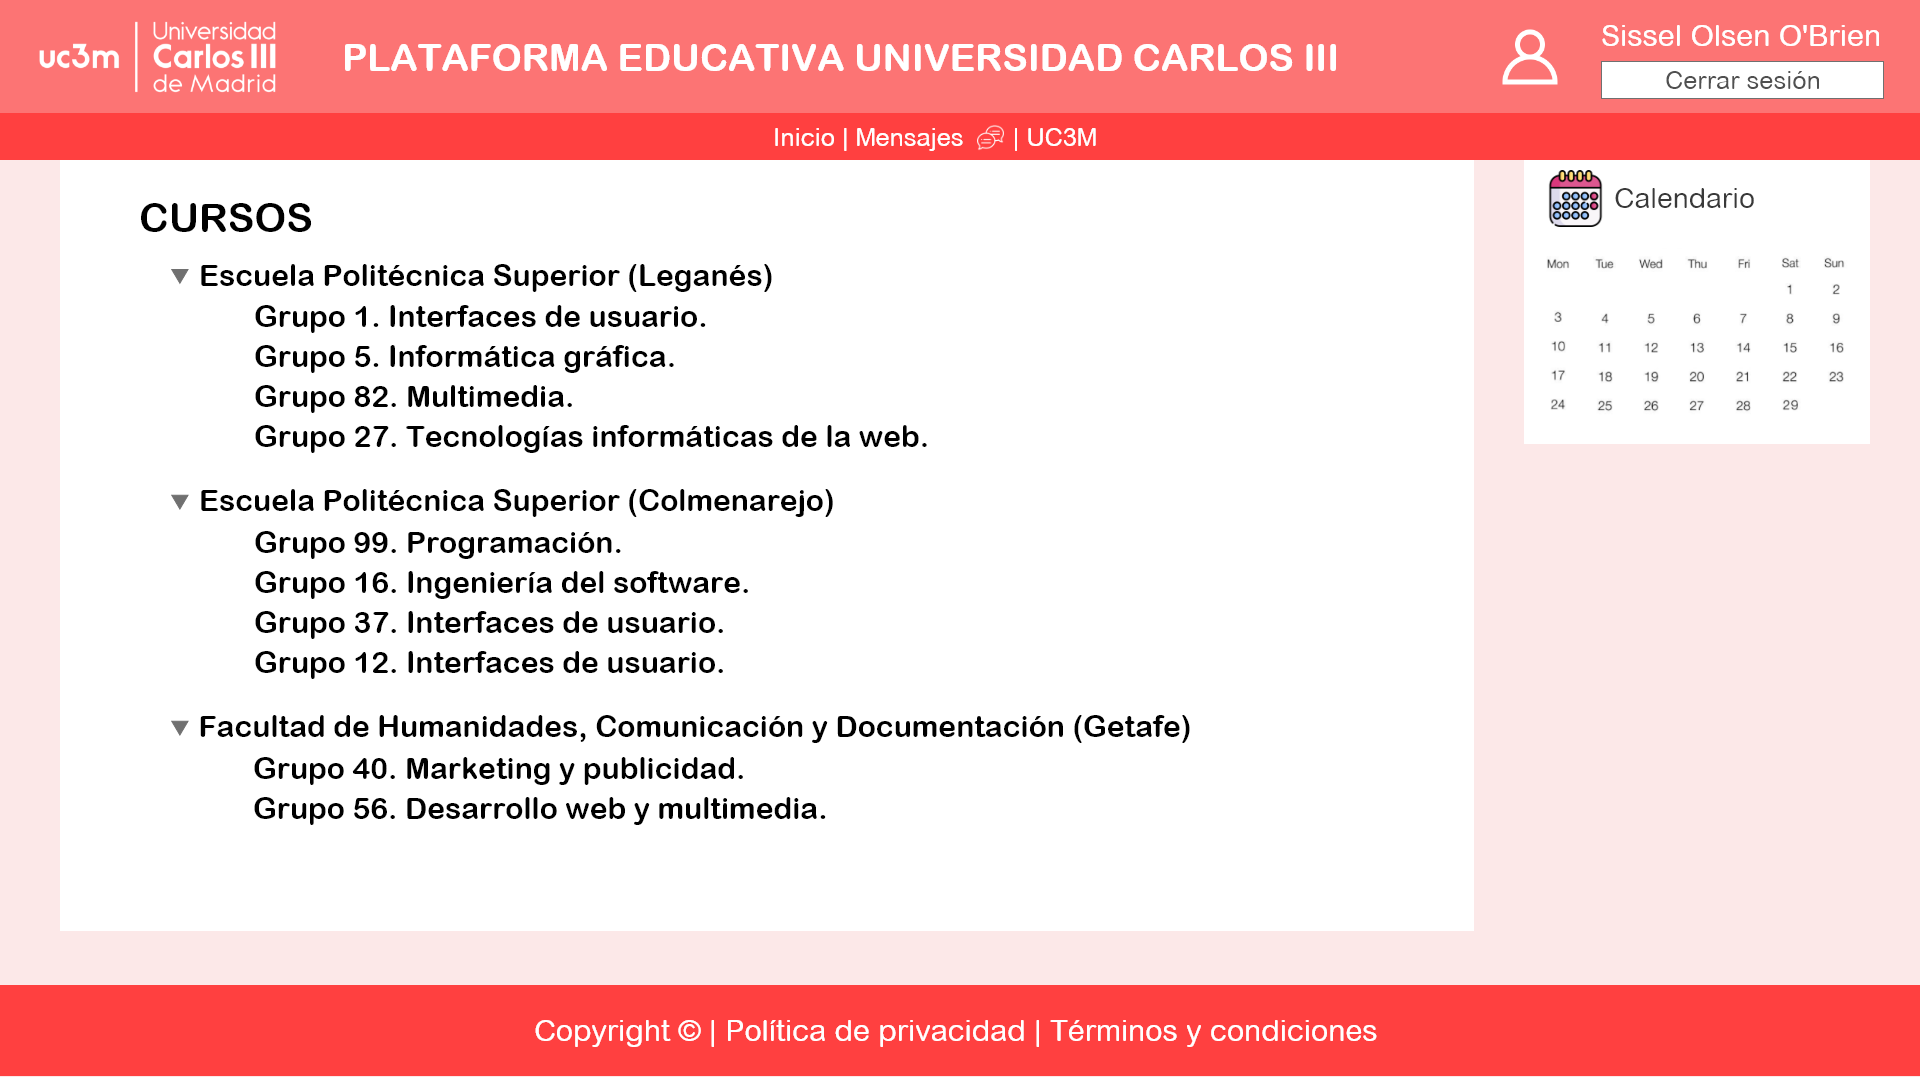 uc3m
Universidad
Carlos III
de Madrid
PLATAFORMA EDUCATIVA UNIVERSIDAD CARLOS III
Sissel Olsen O'Brien
Cerrar sesión
Inicio | Mensajes | UC3M
CURSOS
Escuela Politécnica Superior (Leganés)
Grupo 1. Interfaces de usuario.
Grupo 5. Informática gráfica.
Grupo 82. Multimedia.
Grupo 27. Tecnologías informáticas de la web.
Escuela Politécnica Superior (Colmenarejo)
Grupo 99. Programación.
Grupo 16. Ingeniería del software.
Grupo 37. Interfaces de usuario.
Grupo 12. Interfaces de usuario.
Facultad de Humanidades, Comunicación y Documentación (Getafe)
Grupo 40. Marketing y publicidad.
Grupo 56. Desarrollo web y multimedia.
Calendario
Mon Tue Wed Thu Fri Sat Sun
1 2
3 4 5 6 7 8 9
10 11 12 13 14 15 16
17 18 19 20 21 22 23
24 25 26 27 28 29
Copyright © | Política de privacidad | Términos y condiciones